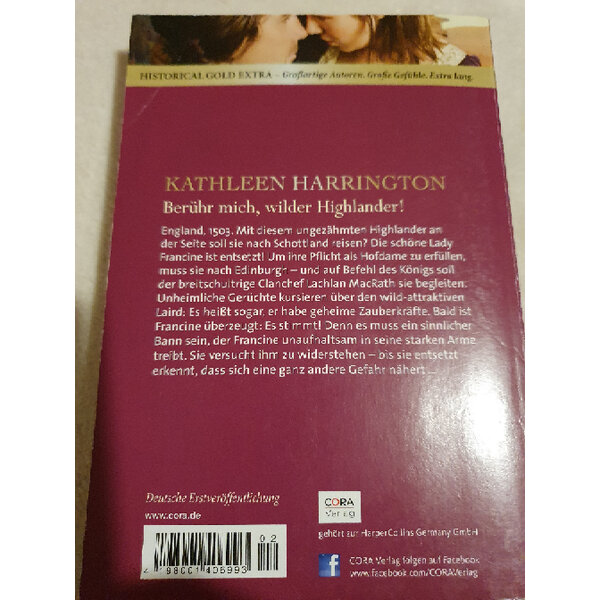 HISTORICAL GOLD EXTRA – Großartige Autoren. Große Gefühle. Extra lang.
KATHLEEN HARRINGTON
Berühr mich, wilder Highlander!
England, 1503. Mit diesem ungezähmten Highlander an
der Seite soll sie nach Schottland reisen? Die schöne Lady
Francine ist entsetzt! Um ihre Pflicht als Hofdame zu erfüllen,
muss sie nach Edinburgh – und auf Befehl des Königs soll
der breitschultrige Clanchef Lachlan MacRath sie begleiten.
Unheimliche Gerüchte kursieren über den wild-attraktiven
Laird: Es heißt sogar, er habe geheime Zauberkräfte. Bald ist
Francine überzeugt: Es stimmt! Denn es muss ein sinnlicher
Bann sein, der Francine unaufhaltsam in seine starken Arme
treibt. Sie versucht ihm zu widerstehen – bis sie entsetzt
erkennt, dass sich eine ganz andere Gefahr nähert ...
Deutsche Erstveröffentlichung
www.cora.de
CORA
Verlag
gehört zur HarperCollins Germany GmbH
CORA Verlag folgen auf Facebook
www.facebook.com/CORAVerlag
f
02
4 198001 406993